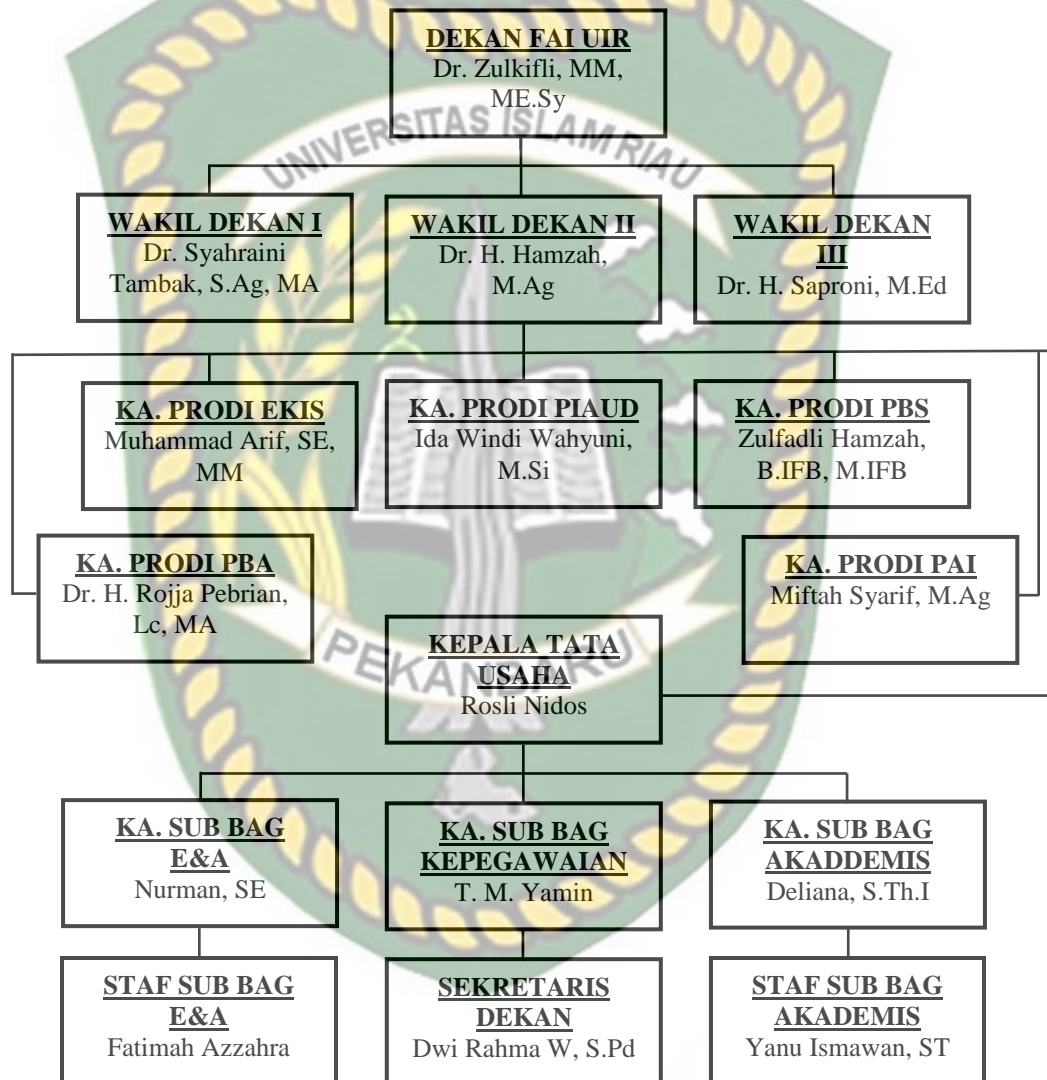 DEKAN FAI UIR
Dr. Zulkifli, MM,
ME.Sy
UNIVERSITAS ISLAM RIAU
WAKIL DEKAN I
Dr. Syahraini
Tambak, S.Ag, MA
WAKIL DEKAN II
Dr. H. Hamzah,
M.Ag
WAKIL DEKAN
III
Dr. H. Saproni, M.Ed
KA. PRODI EKIS
Muhammad Arif, SE,
MM
KA. PRODI PIAUD
Ida Windi Wahyuni,
M.Si
KA. PRODI PBS
Zulfadli Hamzah,
B.IFB, M.IFB
KA. PRODI PBA
Dr. H. Rojja Pebrian,
Lc, MA
KA. PRODI PAI
Miftah Syarif, M.Ag
PEKANBARU
KEPALA TATA
USAHA
Rosli Nidos
KA. SUB BAG
E&A
Nurman, SE
KA. SUB BAG
KEPEGAWAIAN
T. M. Yamin
KA. SUB BAG
AKADDEMIS
Deliana, S.Th.I
STAF SUB BAG
E&A
Fatimah Azzahra
SEKRETARIS
DEKAN
Dwi Rahma W, S.Pd
STAF SUB BAG
AKADEMIS
Yanu Ismawan, ST